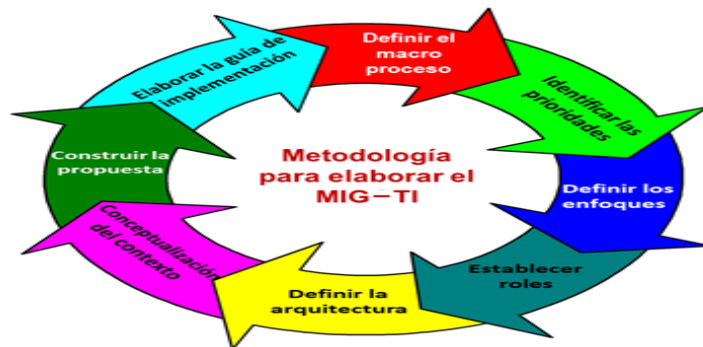 Definir el
macro
proceso
Identificar las
prioridades
Definir los
enfoques
Establecer
roles
Definir la
arquitectura
Conceptualización
del contexto
Construir la
propuesta
Elaborar la guía de
implementación
Metodología
para elaborar el
MIG–TI